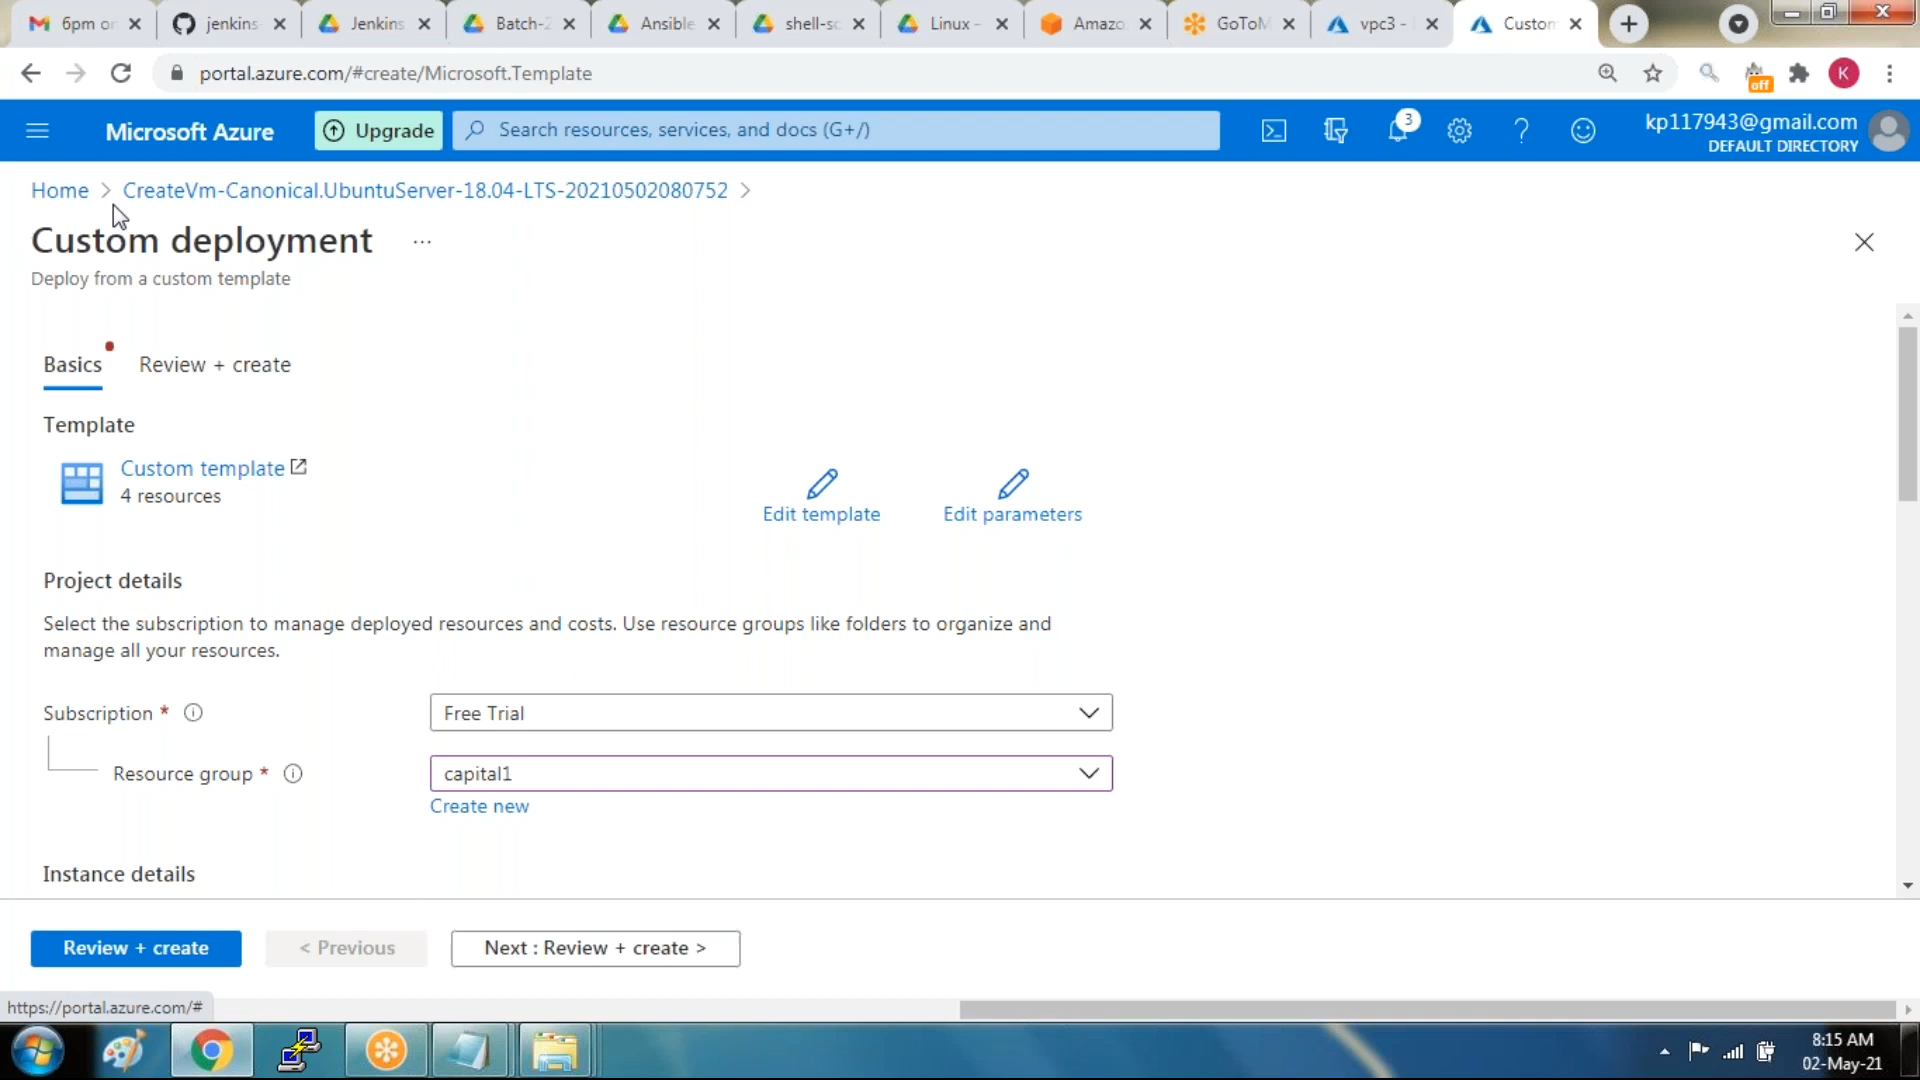 6pm on
jenkins
Jenkins
Batch-2
Ansible
shell-sc
Linux -
Amazo
GoToM
vpc3 -
Custon
portal.azure.com/#create/Microsoft.Template
off
K
Microsoft Azure
Upgrade
Search resources, services, and docs (G+/)
3
kp117943@gmail.com
DEFAULT DIRECTORY
Home > CreateVm-Canonical.UbuntuServer-18.04-LTS-20210502080752 >
Custom deployment ...
Deploy from a custom template
Basics
Review + create
Template
Custom template
4 resources
Edit template
Edit parameters
Project details
Select the subscription to manage deployed resources and costs. Use resource groups like folders to organize and
manage all your resources.
Subscription *
Free Trial
Resource group *
capital1
Create new
Instance details
Review + create
< Previous
Next : Review + create >
https://portal.azure.com/#
8:15 AM
02-May-21